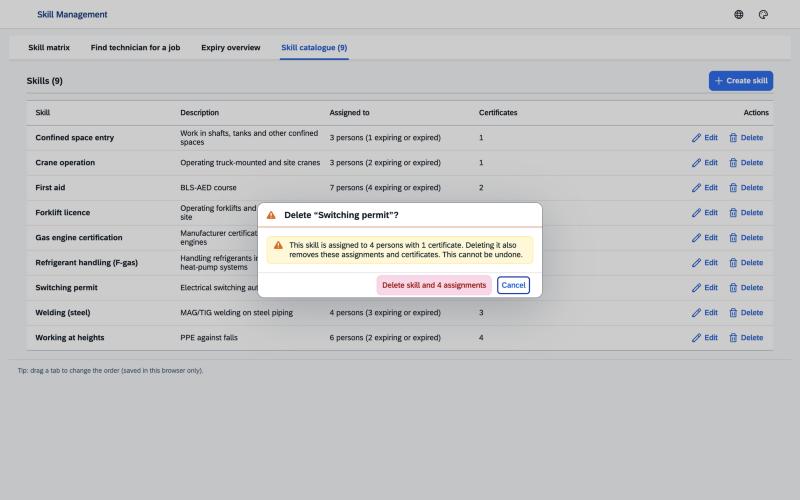 Skill Management
Skill matrix
Find technician for a job
Expiry overview
Skill catalogue (9)
Skills (9)
Create skill
Skill Description Assigned to Certificates Actions
Confined space entry Work in shafts, tanks and other confined spaces 3 persons (1 expiring or expired) 1 Edit Delete
Crane operation Operating truck-mounted and site cranes 3 persons (2 expiring or expired) 1 Edit Delete
First aid BLS-AED course 7 persons (4 expiring or expired) 2 Edit Delete
Forklift licence Operating forklifts and site Edit Delete
Gas engine certification Manufacturer engines Edit Delete
Refrigerant handling (F-gas) Handling refrigerants heat-pump systems Edit Delete
Switching permit Electrical switching Edit Delete
Welding (steel) MAG/TIG welding on steel piping 4 persons (3 expiring or expired) 3 Edit Delete
Working at heights PPE against falls 6 persons (2 expiring or expired) 4 Edit Delete
Delete “Switching permit”?
This skill is assigned to 4 persons with 1 certificate. Deleting it also
removes these assignments and certificates. This cannot be undone.
Delete skill and 4 assignments
Cancel
Tip: drag a tab to change the order (saved in this browser only).